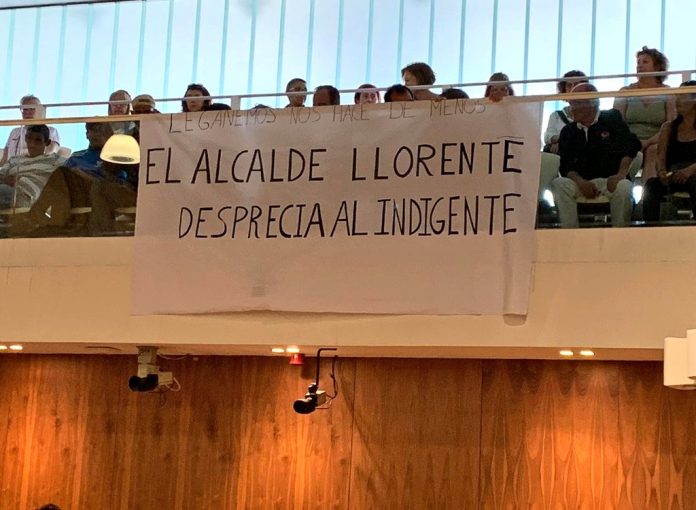 LEGANEMOS NOS HACE DE MENOS
EL ALCALDE LLORENTE
DESPRECIA AL INDIGENTE